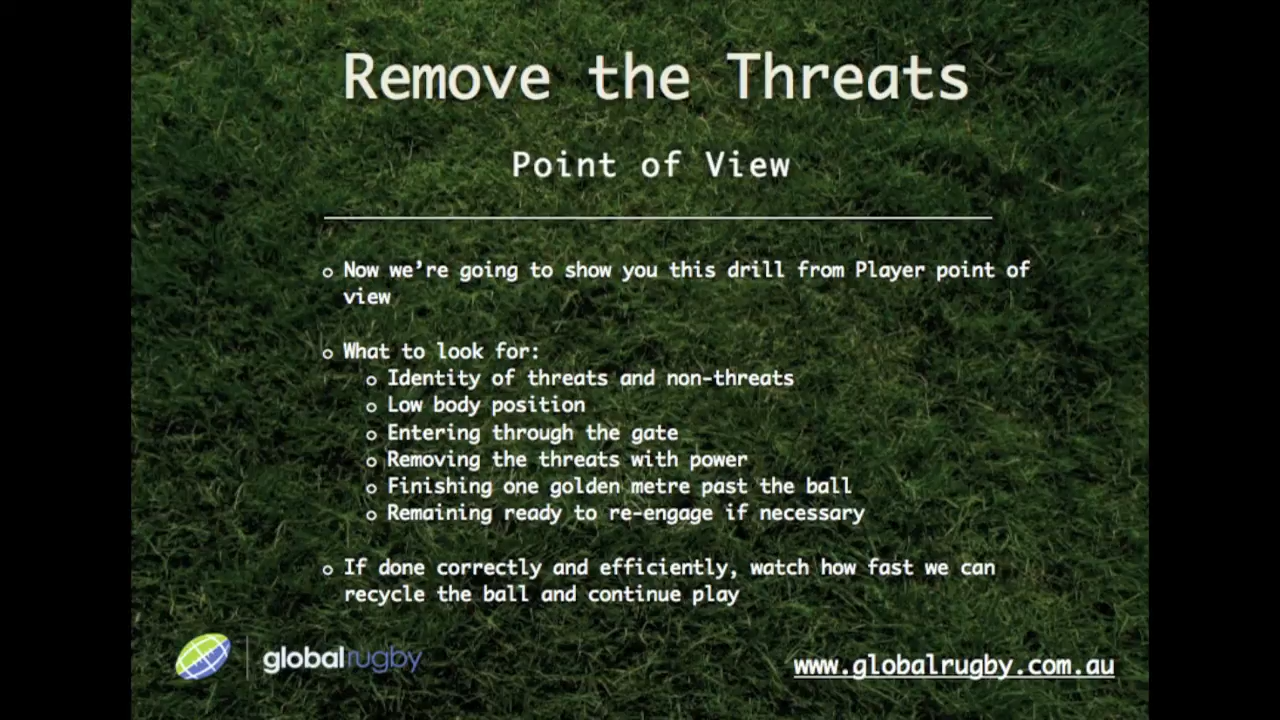 Remove the Threats
Point of View
Now we're going to show you this drill from Player point of
view
What to look for:
Identity of threats and non-threats
Low body position
Entering through the gate
Removing the threats with power
Finishing one golden metre past the ball
Remaining ready to re-engage if necessary
If done correctly and efficiently, watch how fast we can
recycle the ball and continue play
globalrugby
www.globalrugby.com.au